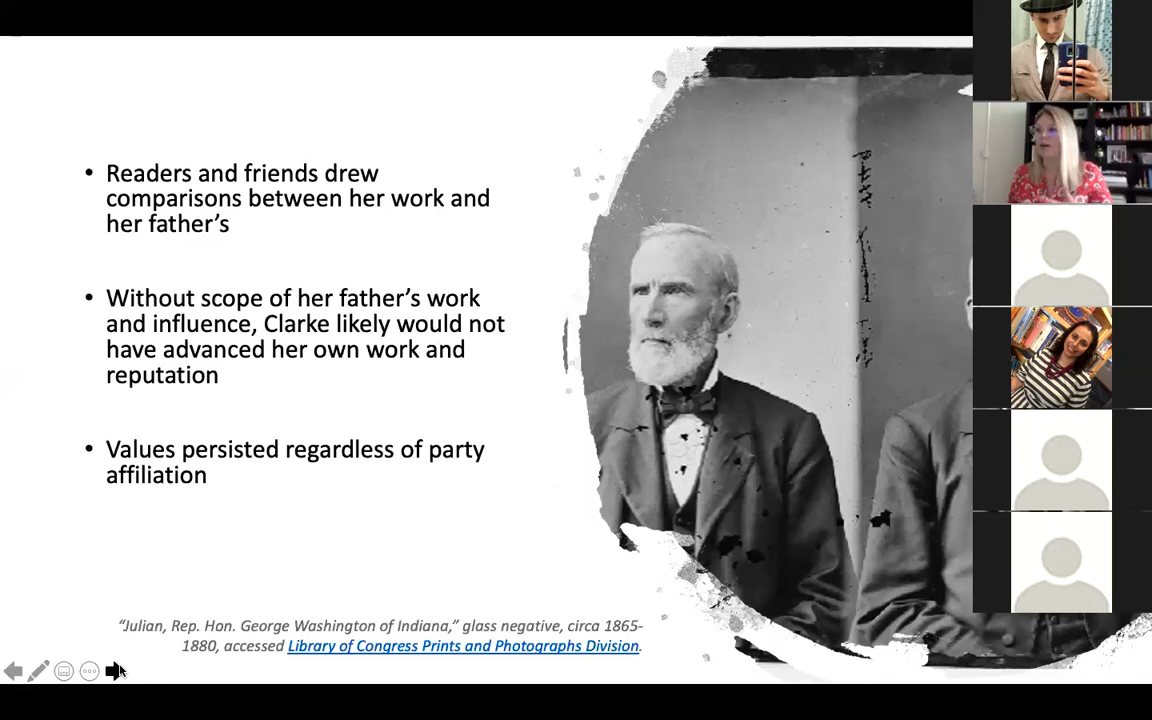 • Readers and friends drew
comparisons between her work and
her father’s
• Without scope of her father’s work
and influence, Clarke likely would not
have advanced her own work and
reputation
• Values persisted regardless of party
affiliation
“Julian, Rep. Hon. George Washington of Indiana,” glass negative, circa 1865-
1880, accessed Library of Congress Prints and Photographs Division.